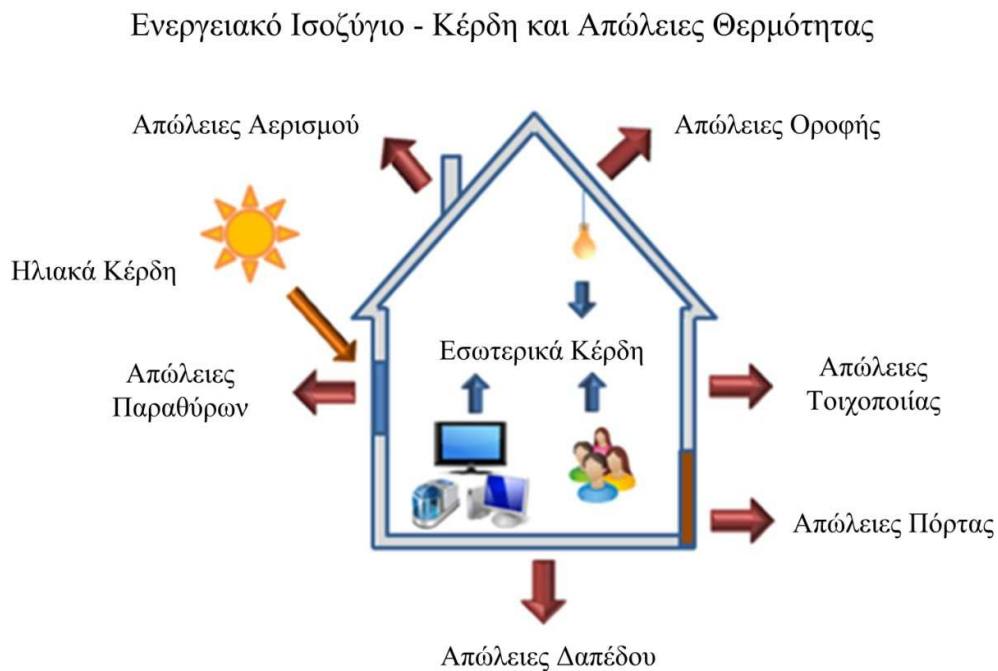 Ενεργειακό Ισοζύγιο - Κέρδη και Απώλειες Θερμότητας
Απώλειες Αερισμού
Απώλειες Οροφής
Ηλιακά Κέρδη
Εσωτερικά Κέρδη
Απώλειες
Παραθύρων
Απώλειες
Τοιχοποιίας
Απώλειες Πόρτας
Απώλειες Δαπέδου